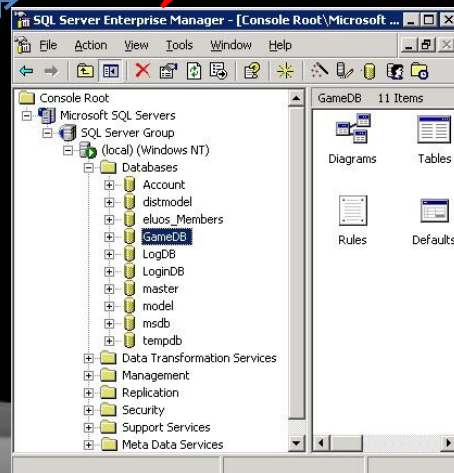 SQL Server Enterprise Manager - [Console Root\Microsoft ...
File Action View Tools Window Help
Console Root
Microsoft SQL Servers
SQL Server Group
(local) (Windows NT)
Databases
Account
distmodel
eluos_Members
GameDB
LogDB
LoginDB
master
model
msdb
tempdb
Data Transformation Services
Management
Replication
Security
Support Services
Meta Data Services
GameDB 11 Items
Diagrams
Tables
Rules
Defaults